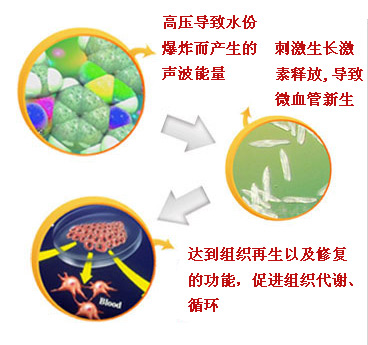 高压导致水份
爆炸而产生的
声波能量
刺激生长激
素释放,导致
微血管新生
Blood
达到组织再生以及修复
的功能，促进组织代谢、
循环